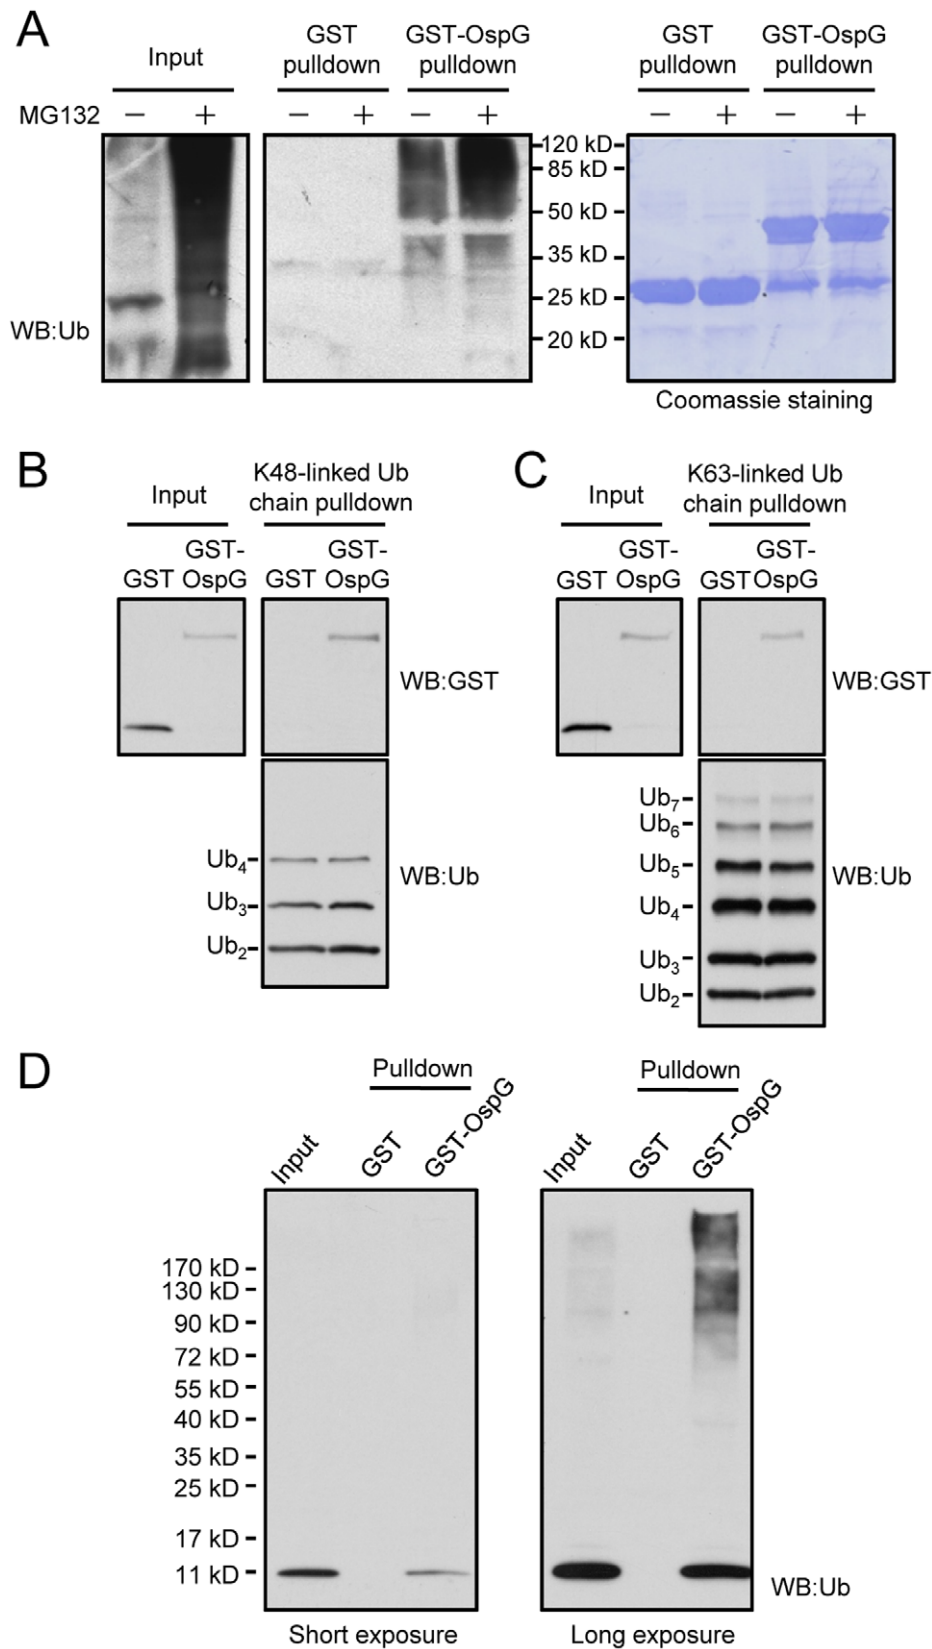 A
Input
GST pulldown
GST-OspG pulldown
GST pulldown
GST-OspG pulldown
MG132 − + − + − + − + − +
120 kD
85 kD
50 kD
35 kD
25 kD
20 kD
WB:Ub
Coomassie staining
B
Input
K48-linked Ub
chain pulldown
GST
GST-
OspG
GST
GST-
OspG
WB:GST
Ub4
Ub3
Ub2
WB:Ub
C
Input
K63-linked Ub
chain pulldown
GST
GST-
OspG
GST
GST-
OspG
WB:GST
Ub7
Ub6
Ub5
Ub4
Ub3
Ub2
WB:Ub
D
Pulldown
Input
GST
GST-OspG
Pulldown
Input
GST
GST-OspG
170 kD
130 kD
90 kD
72 kD
55 kD
40 kD
35 kD
25 kD
17 kD
11 kD
WB:Ub
Short exposure
Long exposure